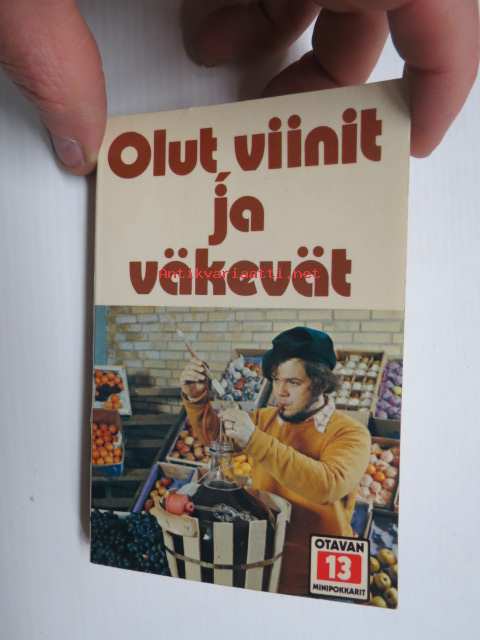 Olut, viinit
ja
väkevät
Antikvariaatti.net
OTAVAN
13
MINIPOKKARIT